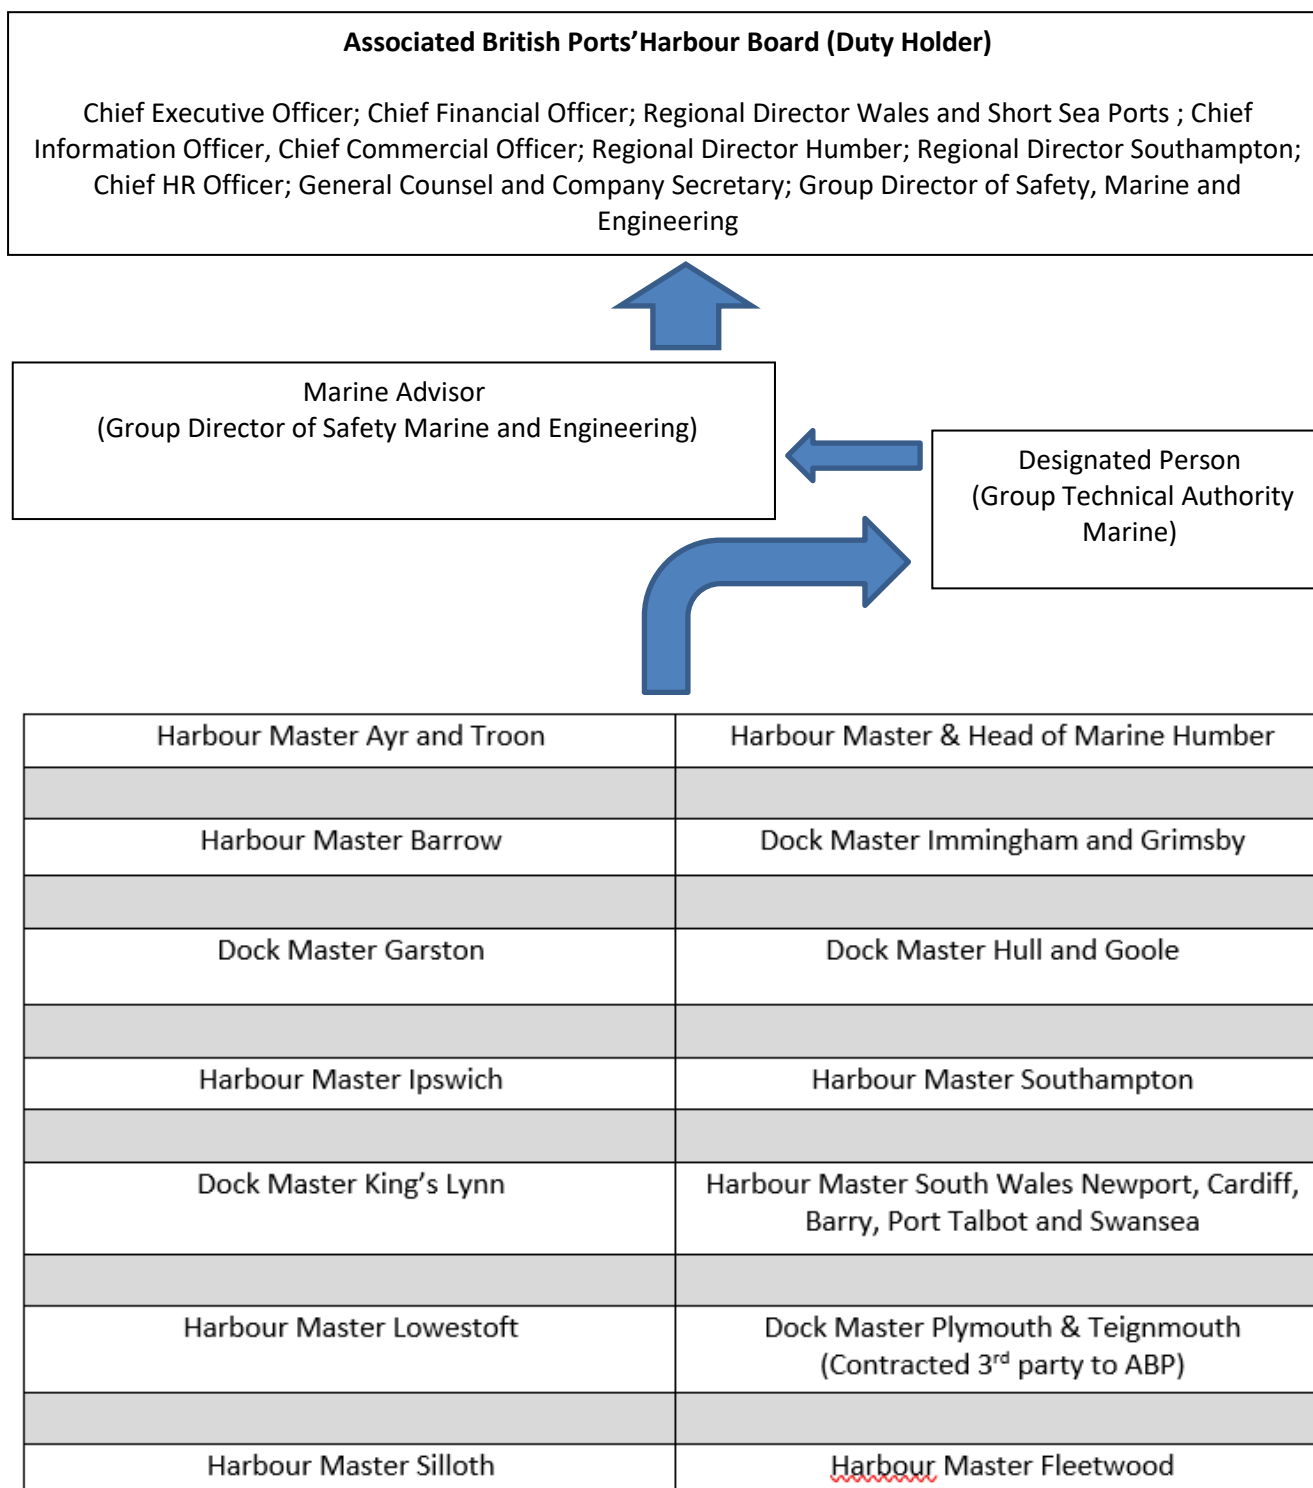 Associated British Ports’Harbour Board (Duty Holder)
Chief Executive Officer; Chief Financial Officer; Regional Director Wales and Short Sea Ports ; Chief
Information Officer, Chief Commercial Officer; Regional Director Humber; Regional Director Southampton;
Chief HR Officer; General Counsel and Company Secretary; Group Director of Safety, Marine and
Engineering
Marine Advisor
(Group Director of Safety Marine and Engineering)
Designated Person
(Group Technical Authority
Marine)
Harbour Master Ayr and Troon
Harbour Master & Head of Marine Humber
Harbour Master Barrow
Dock Master Immingham and Grimsby
Dock Master Garston
Dock Master Hull and Goole
Harbour Master Ipswich
Harbour Master Southampton
Dock Master King’s Lynn
Harbour Master South Wales Newport, Cardiff,
Barry, Port Talbot and Swansea
Harbour Master Lowestoft
Dock Master Plymouth & Teignmouth
(Contracted 3rd party to ABP)
Harbour Master Silloth
Harbour Master Fleetwood